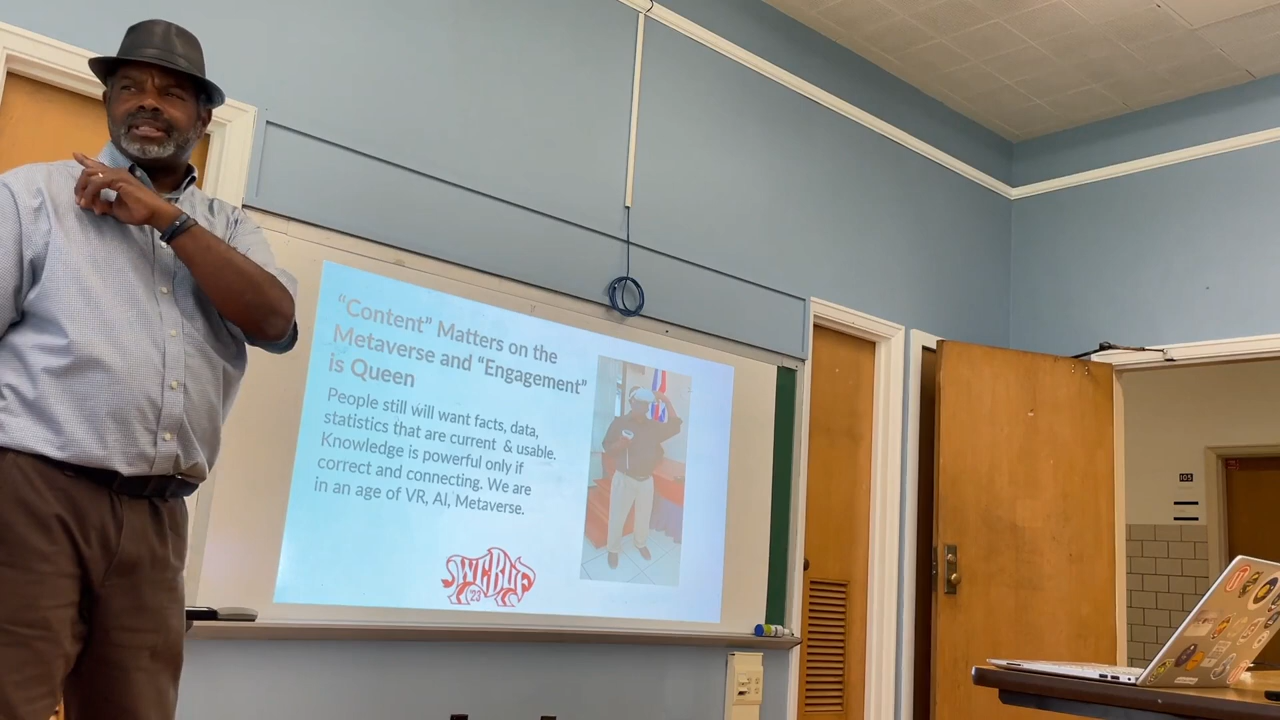 “Content” Matters on the
Metaverse and “Engagement”
is Queen
People still will want facts, data,
statistics that are current & usable.
Knowledge is powerful only if
correct and connecting. We are
in an age of VR, AI, Metaverse.
WCBUF
23
105